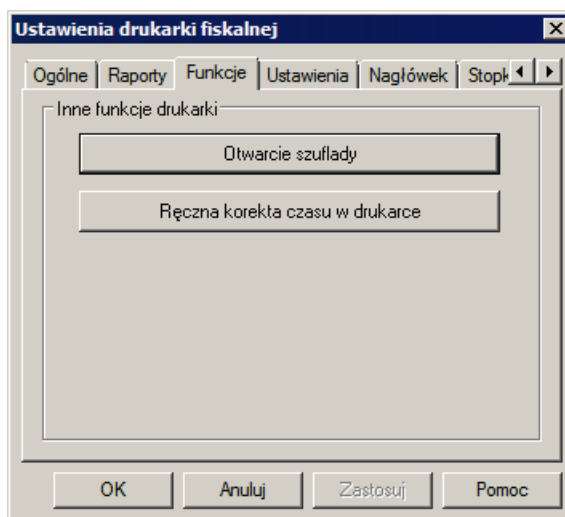 Ustawienia drukarki fiskalnej
Ogólne Raporty Funkcje Ustawienia Nagłówek
Inne funkcje drukarki
Otwarcie szuflady
Ręczna korekta czasu w drukarce
OK Anuluj Zastosuj Pomoc